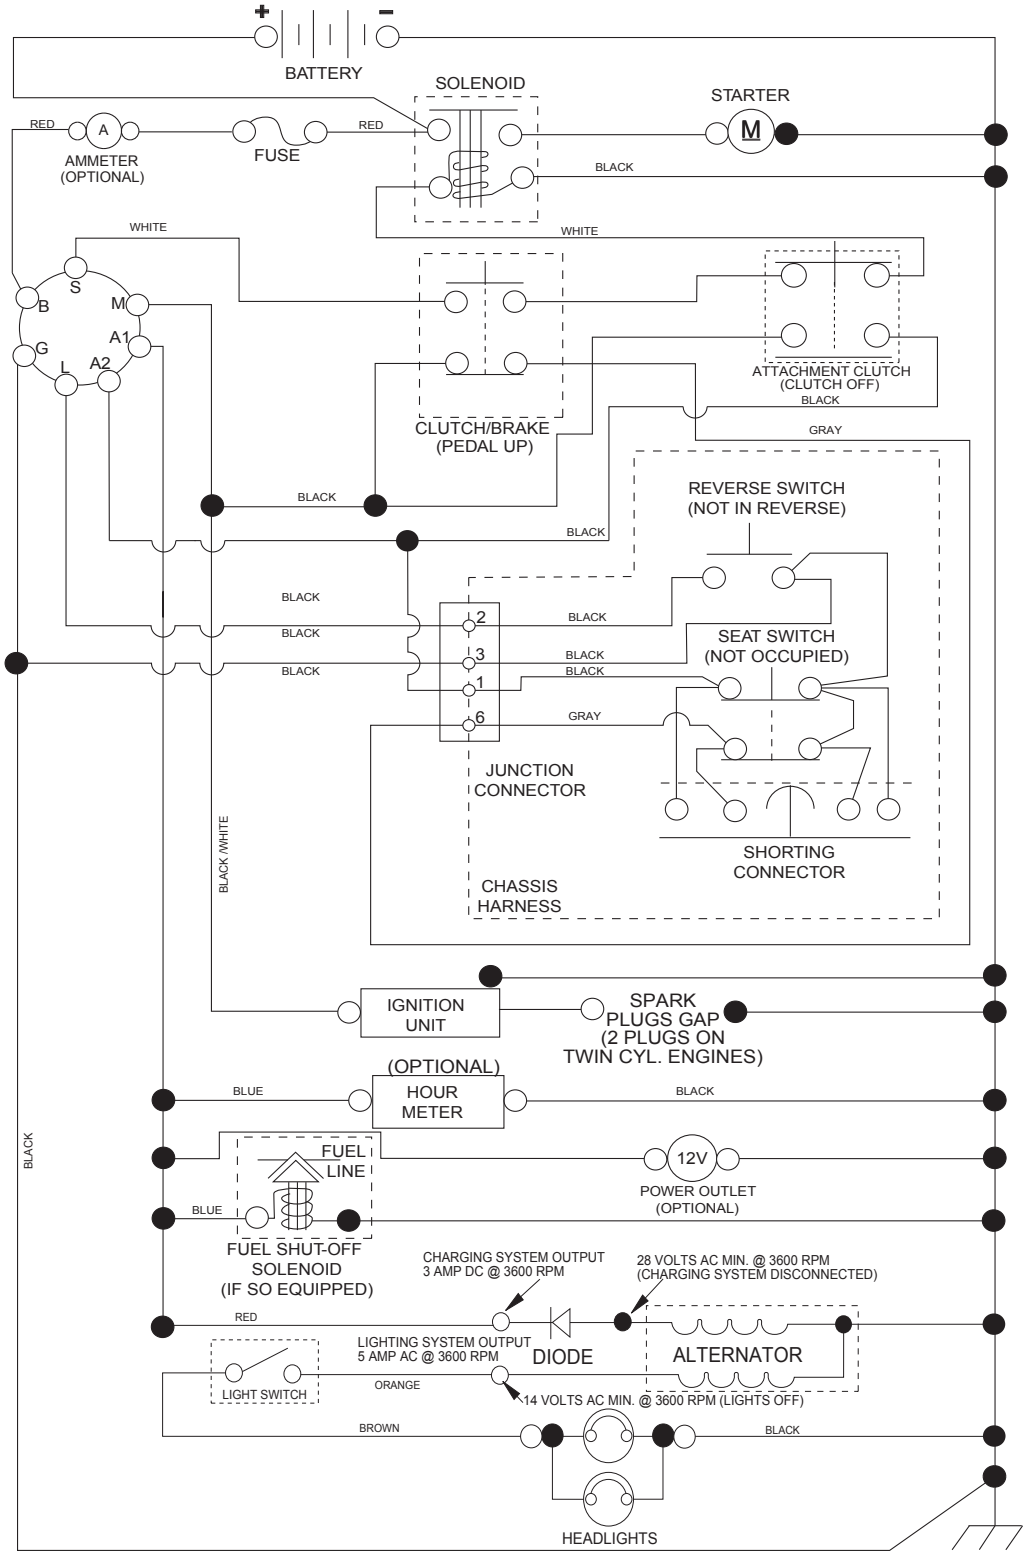 + −
BATTERY
SOLENOID
STARTER
RED
A
RED
M
AMMETER
(OPTIONAL)
FUSE
BLACK
WHITE
WHITE
S
B
M
A1
G
A2
L
ATTACHMENT CLUTCH
(CLUTCH OFF)
BLACK
CLUTCH/BRAKE
(PEDAL UP)
GRAY
REVERSE SWITCH
(NOT IN REVERSE)
BLACK
BLACK
BLACK
BLACK
BLACK
BLACK
2
BLACK
3
BLACK
1
BLACK
6
GRAY
SEAT SWITCH
(NOT OCCUPIED)
JUNCTION
CONNECTOR
SHORTING
CONNECTOR
CHASSIS
HARNESS
BLACK /WHITE
IGNITION
UNIT
SPARK
PLUGS GAP
(2 PLUGS ON
TWIN CYL. ENGINES)
(OPTIONAL)
HOUR
METER
BLUE
BLACK
BLACK
FUEL
LINE
12V
POWER OUTLET
(OPTIONAL)
BLUE
FUEL SHUT-OFF
SOLENOID
(IF SO EQUIPPED)
CHARGING SYSTEM OUTPUT
3 AMP DC @ 3600 RPM
28 VOLTS AC MIN. @ 3600 RPM
(CHARGING SYSTEM DISCONNECTED)
RED
LIGHTING SYSTEM OUTPUT
5 AMP AC @ 3600 RPM
DIODE
ALTERNATOR
LIGHT SWITCH
ORANGE
14 VOLTS AC MIN. @ 3600 RPM (LIGHTS OFF)
BROWN
BLACK
HEADLIGHTS